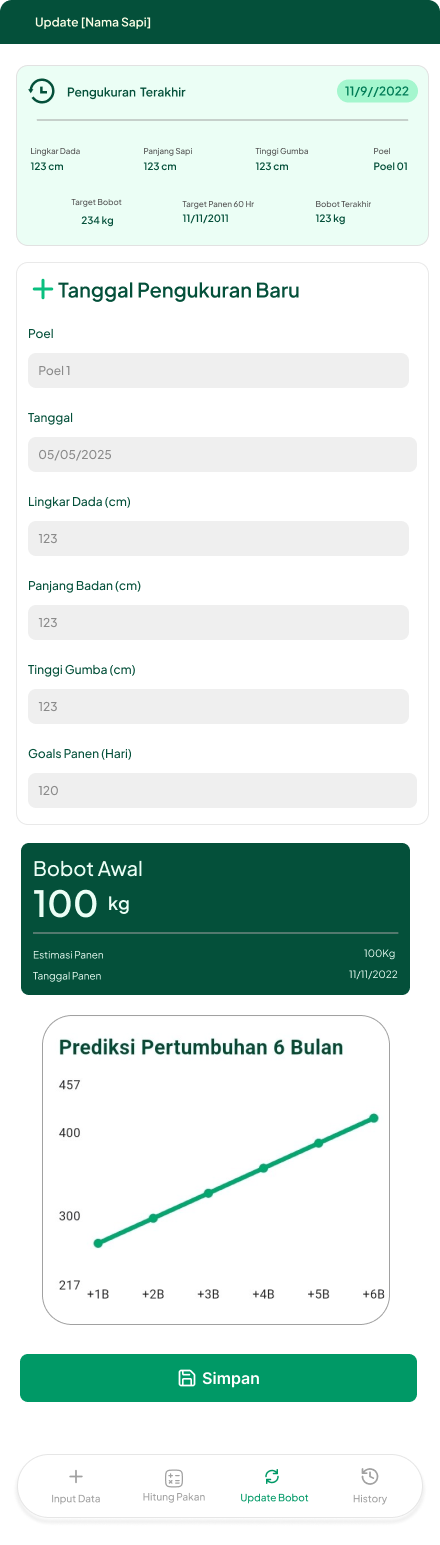 Update [Nama Sapi]
Pengukuran Terakhir
11/9//2022
Lingkar Dada
Panjang Sapi
Tinggi Gumba
Poel
123 cm
123 cm
123 cm
Poel 01
Target Bobot
Target Panen 60 Hr
Bobot Terakhir
234 kg
11/11/2011
123 kg
Tanggal Pengukuran Baru
Poel
Poel 1
Tanggal
05/05/2025
Lingkar Dada (cm)
123
Panjang Badan (cm)
123
Tinggi Gumba (cm)
123
Goals Panen (Hari)
120
Bobot Awal
100 kg
Estimasi Panen
100Kg
Tanggal Panen
11/11/2022
Prediksi Pertumbuhan 6 Bulan
457
400
300
217
+1B
+2B
+3B
+4B
+5B
+6B
Simpan
Input Data
Hitung Pakan
Update Bobot
History